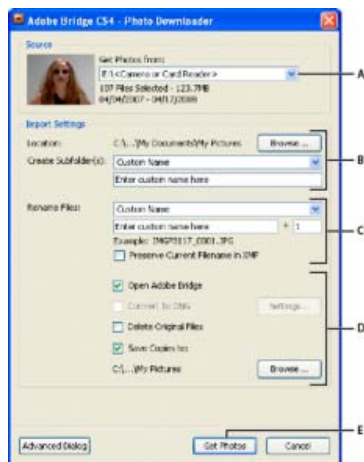 Adobe Bridge CS4 - Photo Downloader
Source
Get Photos from:
E:\<Camera or Card Reader>
A
107 Files Selected - 123.7MB
04/04/2007 - 04/17/2008
Import Settings
Location: C:\...\My Documents\My Pictures Browse ...
B
Create Subfolder(s): Custom Name
Enter custom name here
Rename Files: Custom Name
Enter custom name here + 1
C
Example: IMGP3117_0001.JPG
Preserve Current Filename in XMP
Open Adobe Bridge
Convert To DNG Settings...
D
Delete Original Files
Save Copies to:
C:\...\My Pictures Browse ...
E
Advanced Dialog Get Photos Cancel